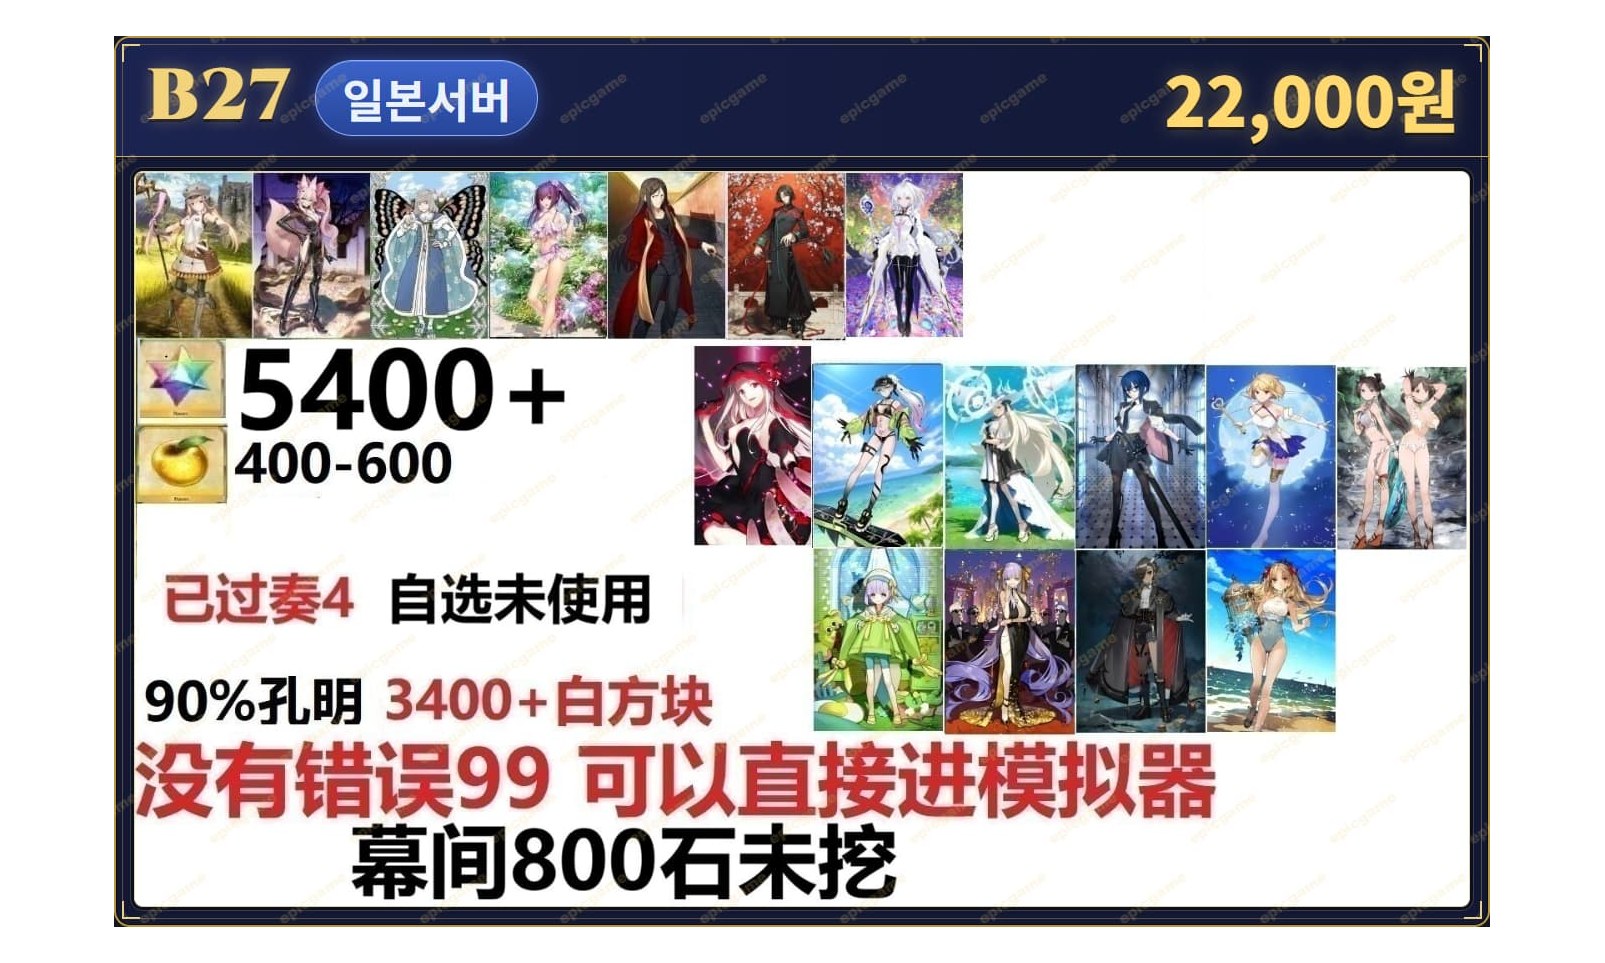 B27 일본서버 22,000원
5400+
400-600
已过奏4 自选未使用
90%孔明 3400+白方块
没有错误99 可以直接进模拟器
幕间800石未挖
epicgame